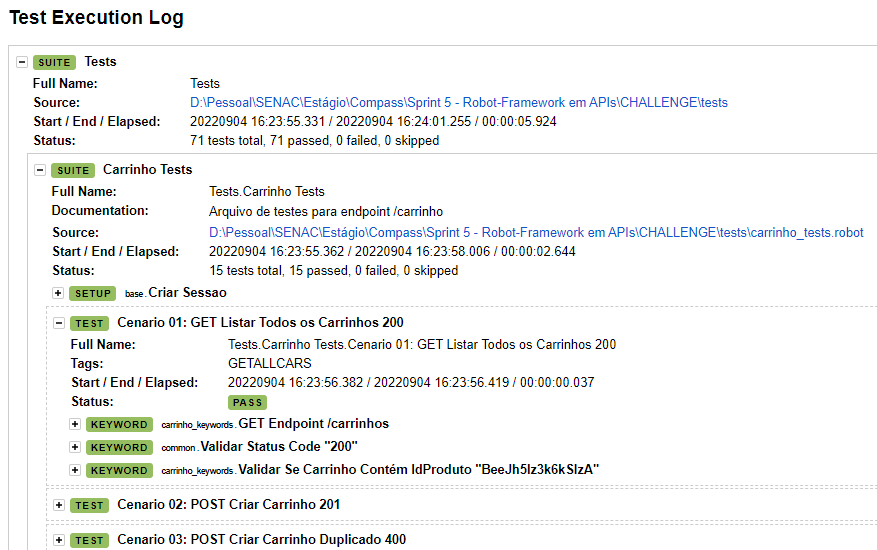 Test Execution Log
SUITE Tests
Full Name: Tests
Source: D:\Pessoal\SENAC\Estágio\Compass\Sprint 5 - Robot-Framework em APIs\CHALLENGE\tests
Start / End / Elapsed: 20220904 16:23:55.331 / 20220904 16:24:01.255 / 00:00:05.924
Status: 71 tests total, 71 passed, 0 failed, 0 skipped
SUITE Carrinho Tests
Full Name: Tests.Carrinho Tests
Documentation: Arquivo de testes para endpoint /carrinho
Source: D:\Pessoal\SENAC\Estágio\Compass\Sprint 5 - Robot-Framework em APIs\CHALLENGE\tests\carrinho_tests.robot
Start / End / Elapsed: 20220904 16:23:55.362 / 20220904 16:23:58.006 / 00:00:02.644
Status: 15 tests total, 15 passed, 0 failed, 0 skipped
SETUP base.Criar Sessao
TEST Cenario 01: GET Listar Todos os Carrinhos 200
Full Name: Tests.Carrinho Tests.Cenario 01: GET Listar Todos os Carrinhos 200
Tags: GETALLCARS
Start / End / Elapsed: 20220904 16:23:56.382 / 20220904 16:23:56.419 / 00:00:00.037
Status: PASS
KEYWORD carrinho_keywords.GET Endpoint /carrinhos
KEYWORD common.Validar Status Code "200"
KEYWORD carrinho_keywords.Validar Se Carrinho Contém IdProduto "BeeJh5lz3k6kSIzA"
TEST Cenario 02: POST Criar Carrinho 201
TEST Cenario 03: POST Criar Carrinho Duplicado 400